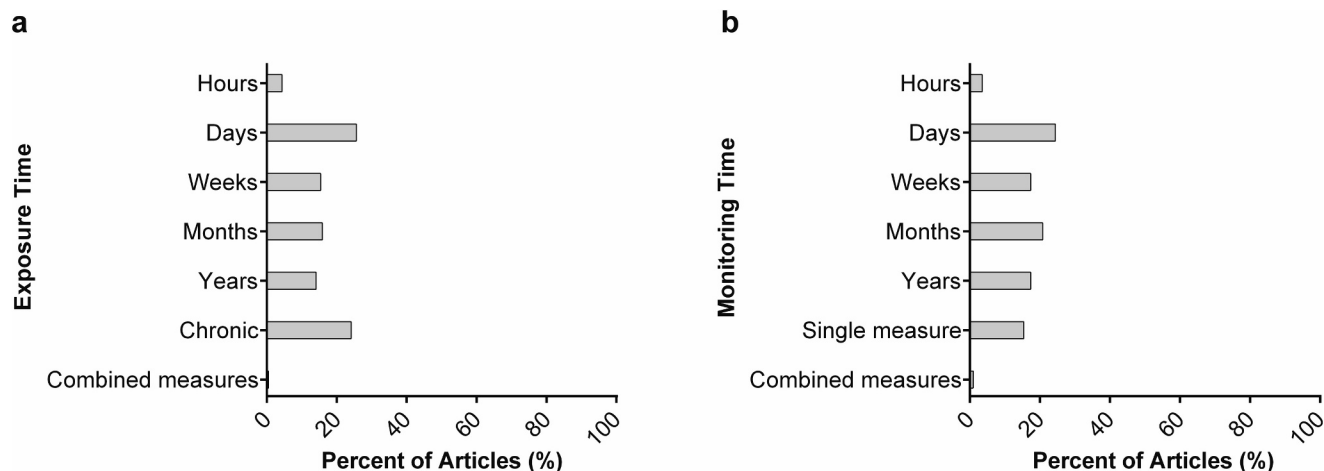 a
Exposure Time
Hours
Days
Weeks
Months
Years
Chronic
Combined measures
0
20
40
60
80
100
Percent of Articles (%)
b
Monitoring Time
Hours
Days
Weeks
Months
Years
Single measure
Combined measures
0
20
40
60
80
100
Percent of Articles (%)